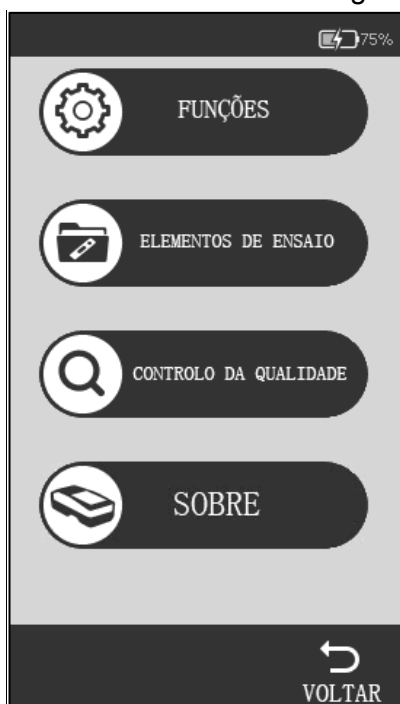 75%
FUNÇÕES
ELEMENTOS DE ENSAIO
CONTROLO DA QUALIDADE
SOBRE
VOLTAR